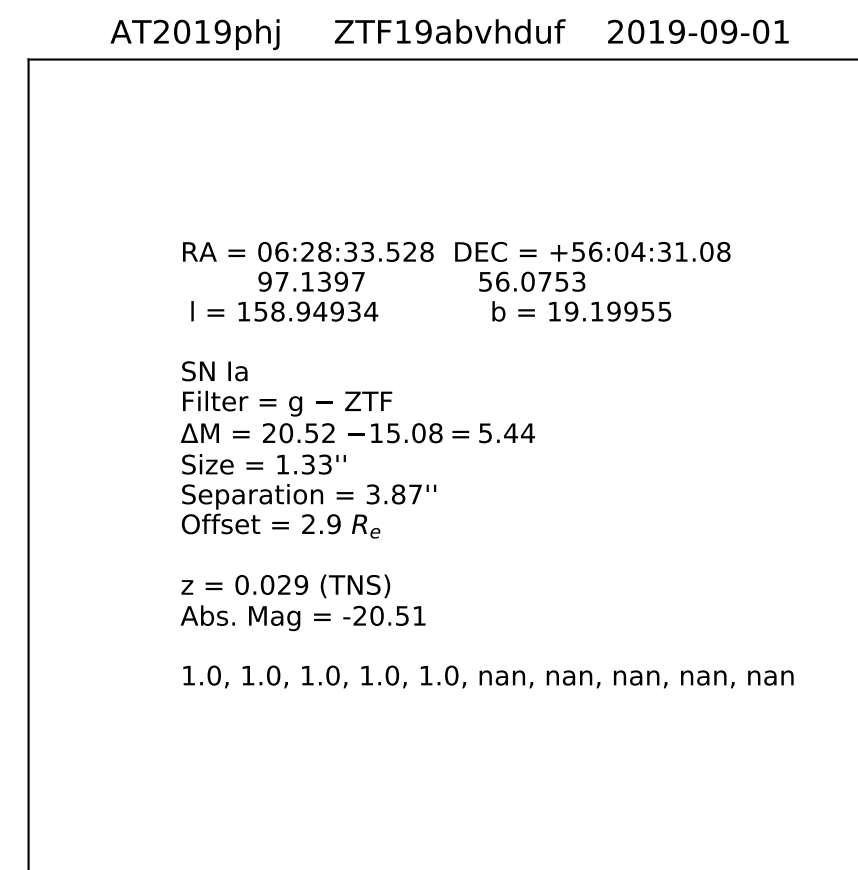 AT2019phj ZTF19abvhduf 2019-09-01
RA = 06:28:33.528 DEC = +56:04:31.08
97.1397 56.0753
l = 158.94934 b = 19.19955
SN Ia
Filter = g − ZTF
ΔM = 20.52 −15.08 = 5.44
Size = 1.33''
Separation = 3.87''
Offset = 2.9 Rₑ
z = 0.029 (TNS)
Abs. Mag = -20.51
1.0, 1.0, 1.0, 1.0, 1.0, nan, nan, nan, nan, nan